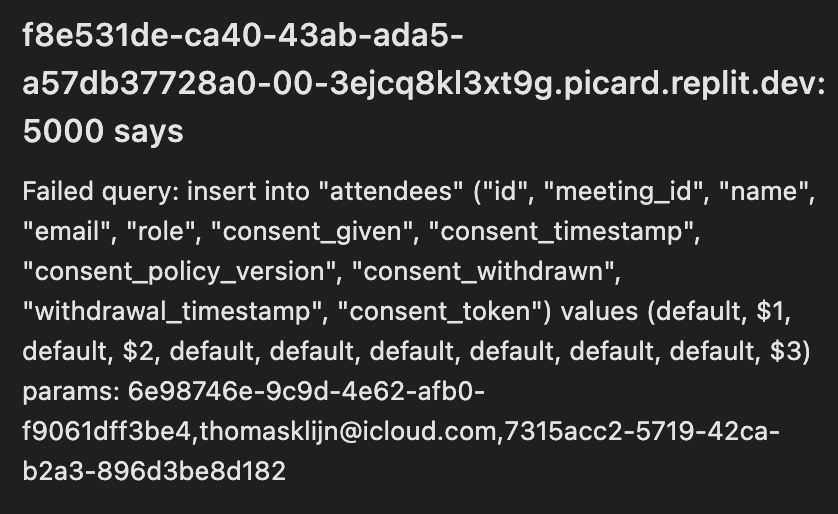 f8e531de-ca40-43ab-ada5-
a57db37728a0-00-3ejcq8kl3xt9g.picard.replit.dev:
5000 says
Failed query: insert into "attendees" ("id", "meeting_id", "name",
"email", "role", "consent_given", "consent_timestamp",
"consent_policy_version", "consent_withdrawn",
"withdrawal_timestamp", "consent_token") values (default, $1,
default, $2, default, default, default, default, default, default, $3)
params: 6e98746e-9c9d-4e62-afb0-
f9061dff3be4,thomasklijn@icloud.com,7315acc2-5719-42ca-
b2a3-896d3be8d182